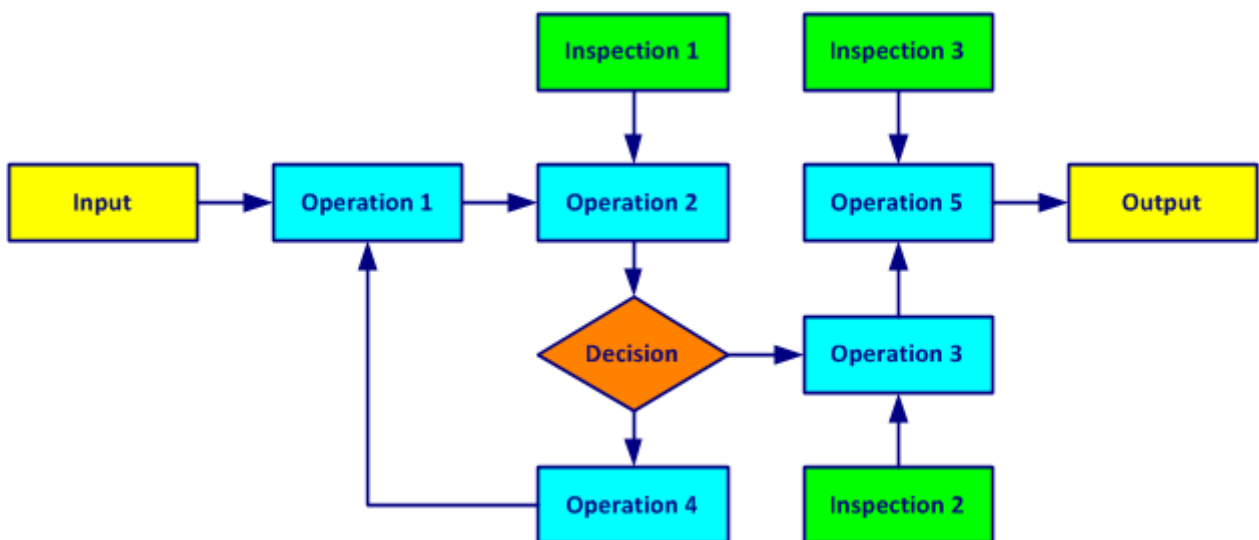 Inspection 1
Inspection 3
Input
Operation 1
Operation 2
Operation 5
Output
Decision
Operation 3
Operation 4
Inspection 2